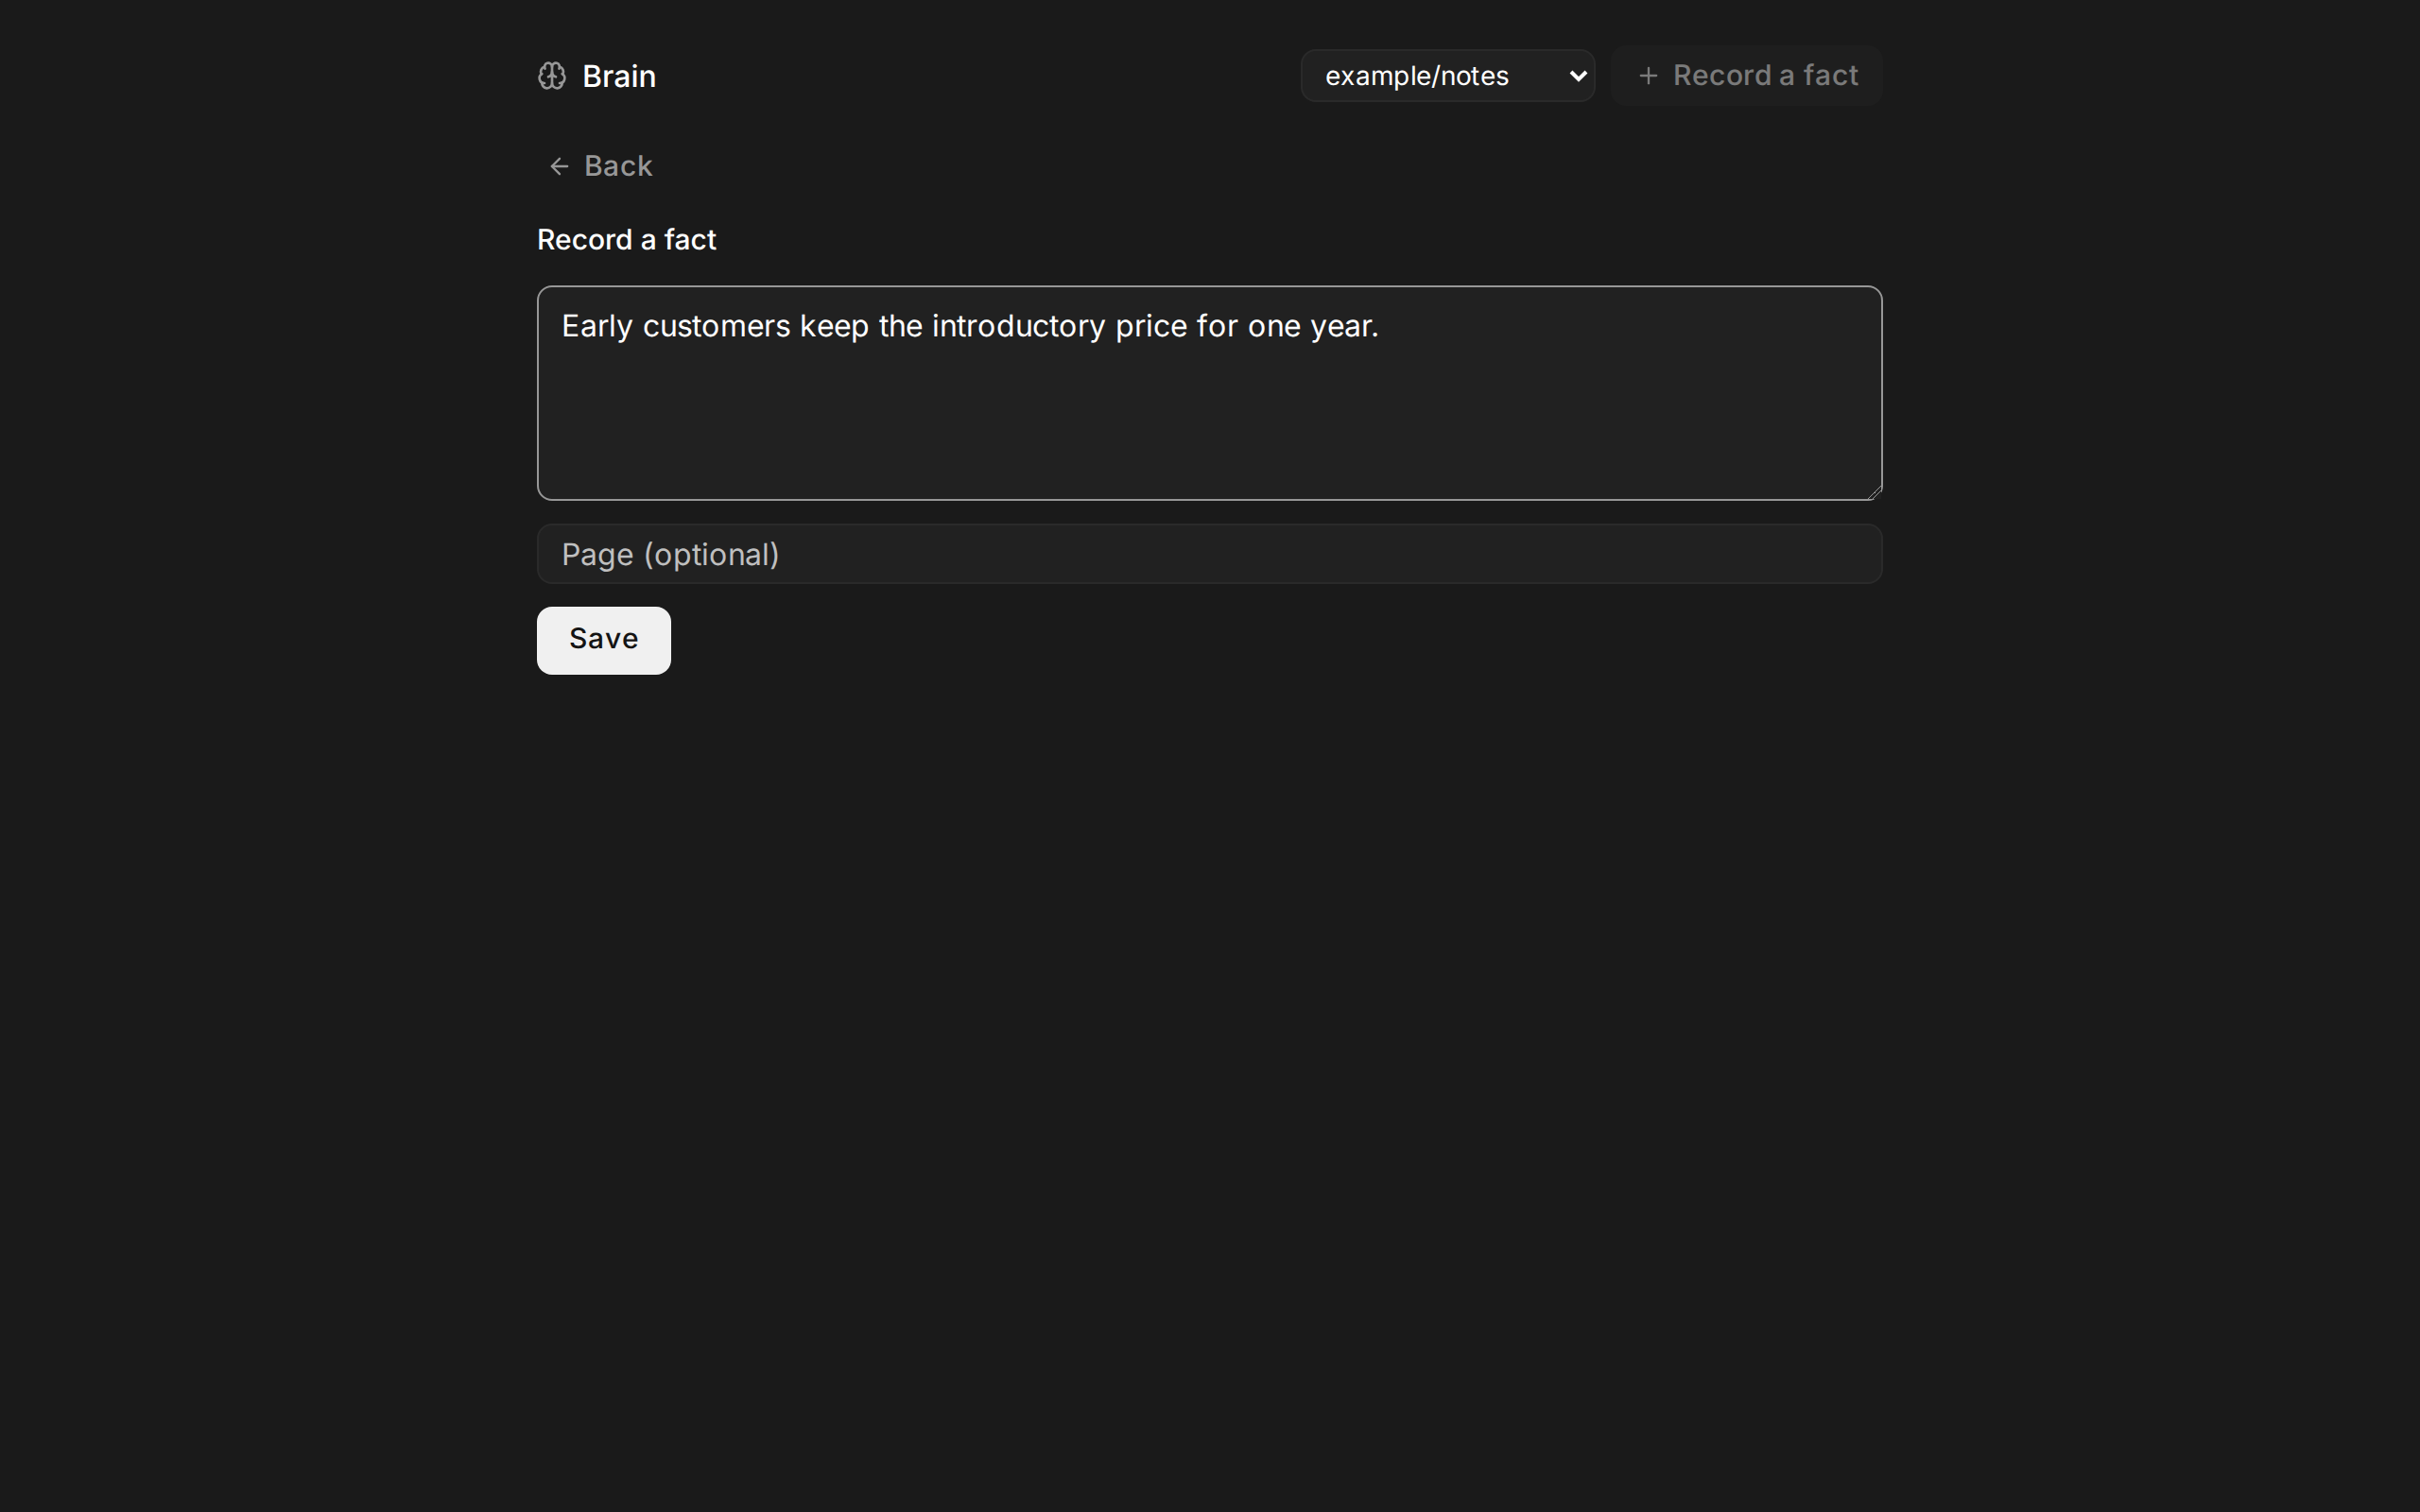 Brain
example/notes
Record a fact
Back
Record a fact
Early customers keep the introductory price for one year.
Page (optional)
Save